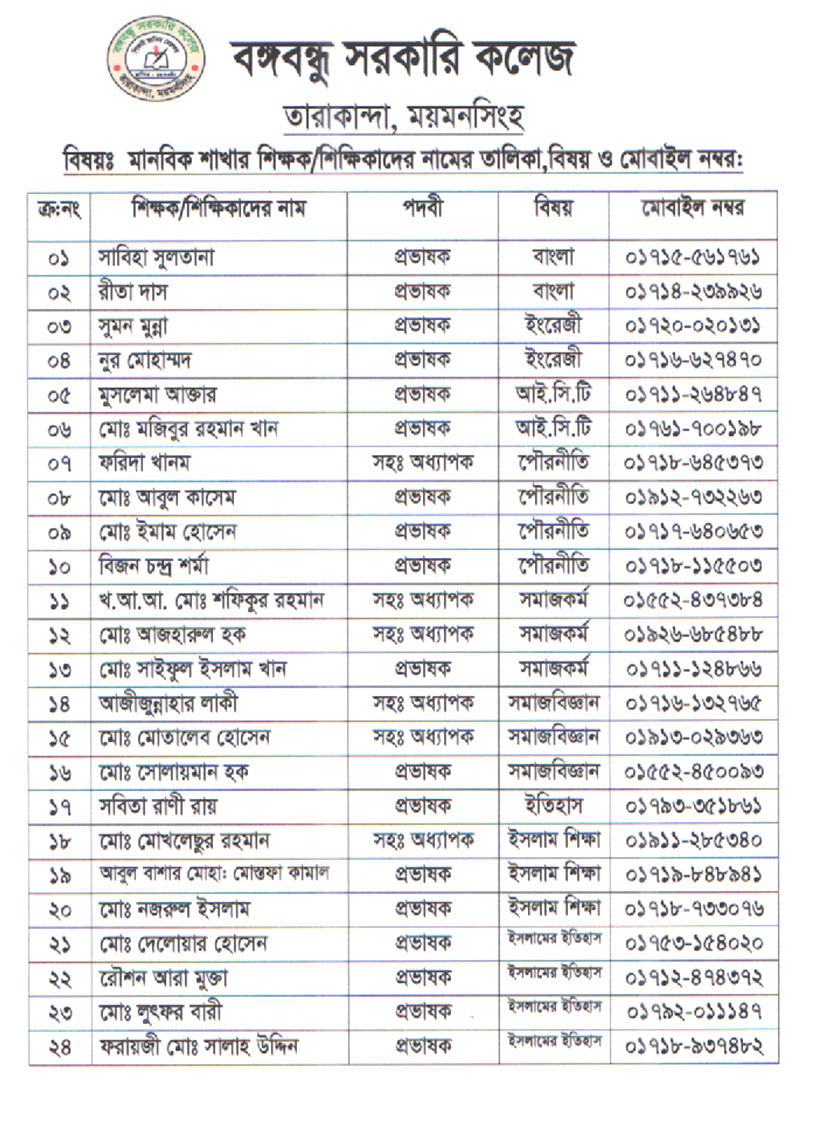 বঙ্গবন্ধু সরকারি কলেজ
তারাকান্দা, ময়মনসিংহ
বঙ্গবন্ধু সরকারি কলেজ
তারাকান্দা, ময়মনসিংহ
বিষয়ঃ মানবিক শাখার শিক্ষক/শিক্ষিকাদের নামের তালিকা,বিষয় ও মোবাইল নম্বর:
ক্র:নং শিক্ষক/শিক্ষিকাদের নাম পদবী বিষয় মোবাইল নম্বর
০১ সাবিহা সুলতানা প্রভাষক বাংলা ০১৭১৫-৫৬১৭৬১
০২ রীতা দাস প্রভাষক বাংলা ০১৭১৪-২৩৯৯২৬
০৩ সুমন মুন্না প্রভাষক ইংরেজী ০১৭২০-০২০১৩১
০৪ নুর মোহাম্মদ প্রভাষক ইংরেজী ০১৭১৬-৬২৭৪৭০
০৫ মুসলেমা আক্তার প্রভাষক আই.সি.টি ০১৭১১-২৬৪৮৪৭
০৬ মোঃ মজিবুর রহমান খান প্রভাষক আই.সি.টি ০১৭৬১-৭০০১৯৮
০৭ ফরিদা খানম সহঃ অধ্যাপক পৌরনীতি ০১৭১৮-৬৪৫৩৭৩
০৮ মোঃ আবুল কাসেম প্রভাষক পৌরনীতি ০১৯১২-৭৩২২৬৩
০৯ মোঃ ইমাম হোসেন প্রভাষক পৌরনীতি ০১৭১৭-৬৪০৬৫৩
১০ বিজন চন্দ্র শর্মা প্রভাষক পৌরনীতি ০১৭১৮-১১৫৫০৩
১১ খ.আ.আ. মোঃ শফিকুর রহমান সহঃ অধ্যাপক সমাজকর্ম ০১৫৫২-৪৩৭৩৮৪
১২ মোঃ আজহারুল হক সহঃ অধ্যাপক সমাজকর্ম ০১৯২৬-৬৮৫৪৮৮
১৩ মোঃ সাইফুল ইসলাম খান প্রভাষক সমাজকর্ম ০১৭১১-১২৪৮৬৬
১৪ আজীজুন্নাহার লাকী সহঃ অধ্যাপক সমাজবিজ্ঞান ০১৭১৬-১৩২৭৬৫
১৫ মোঃ মোতালেব হোসেন সহঃ অধ্যাপক সমাজবিজ্ঞান ০১৯১৩-০২৯৩৬৩
১৬ মোঃ সোলায়মান হক প্রভাষক সমাজবিজ্ঞান ০১৫৫২-৪৫০০৯৩
১৭ সবিতা রাণী রায় প্রভাষক ইতিহাস ০১৭৯৩-৩৫১৮৬১
১৮ মোঃ মোখলেছুর রহমান সহঃ অধ্যাপক ইসলাম শিক্ষা ০১৯১১-২৮৫৩৪০
১৯ আবুল বাশার মোহা: মোস্তফা কামাল প্রভাষক ইসলাম শিক্ষা ০১৭১৯-৮৪৮৯৪১
২০ মোঃ নজরুল ইসলাম প্রভাষক ইসলাম শিক্ষা ০১৭১৮-৭৩৩০৭৬
২১ মোঃ দেলোয়ার হোসেন প্রভাষক ইসলামের ইতিহাস ০১৭৫৩-১৫৪০২০
২২ রৌশন আরা মুক্তা প্রভাষক ইসলামের ইতিহাস ০১৭১২-৪৭৪৩৭২
২৩ মোঃ লুৎফর বারী প্রভাষক ইসলামের ইতিহাস ০১৭৯২-০১১১৪৭
২৪ ফরায়জী মোঃ সালাহ উদ্দিন প্রভাষক ইসলামের ইতিহাস ০১৭১৮-৯৩৭৪৮২